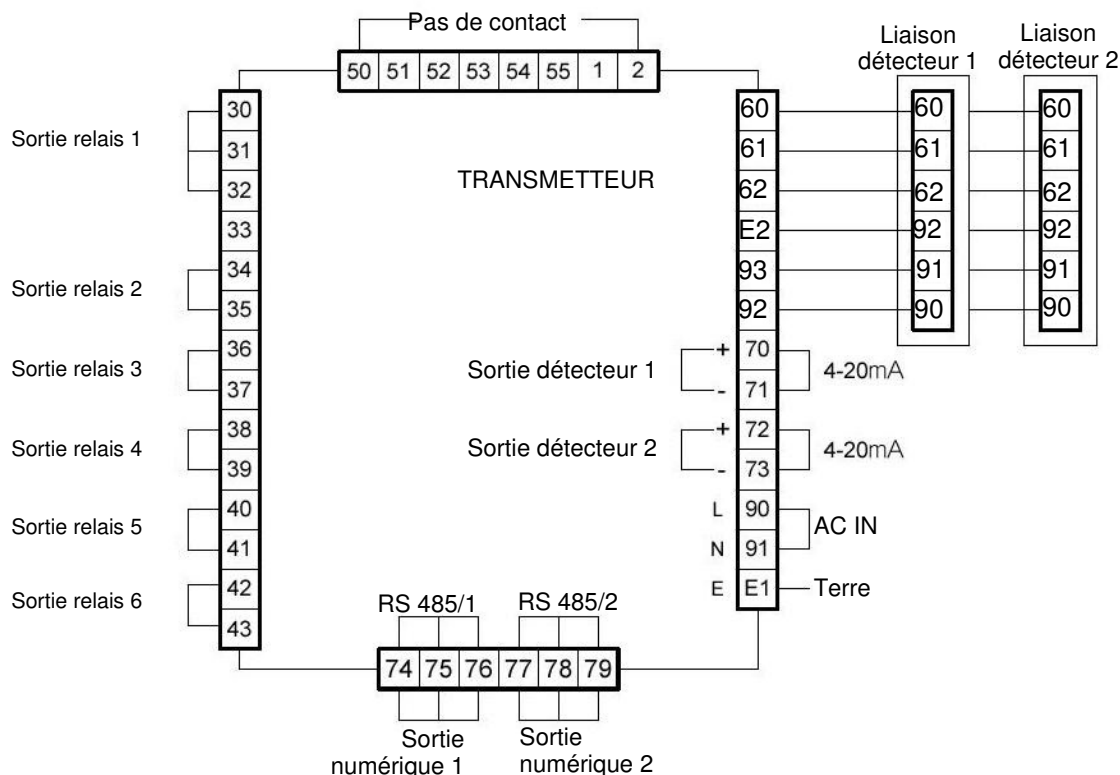 Pas de contact
50 51 52 53 54 55 1 2
Liaison
détecteur 1
Liaison
détecteur 2
Sortie relais 1
30
31
32
33
Sortie relais 2
34
35
Sortie relais 3
36
37
Sortie relais 4
38
39
Sortie relais 5
40
41
Sortie relais 6
42
43
TRANSMETTEUR
60 60 60
61 61 61
62 62 62
E2 92 92
93 91 91
92 90 90
Sortie détecteur 1
+ 70
- 71
4-20mA
Sortie détecteur 2
+ 72
- 73
4-20mA
L 90
N 91
AC IN
E E1 Terre
RS 485/1 RS 485/2
74 75 76 77 78 79
Sortie
numérique 1
Sortie
numérique 2